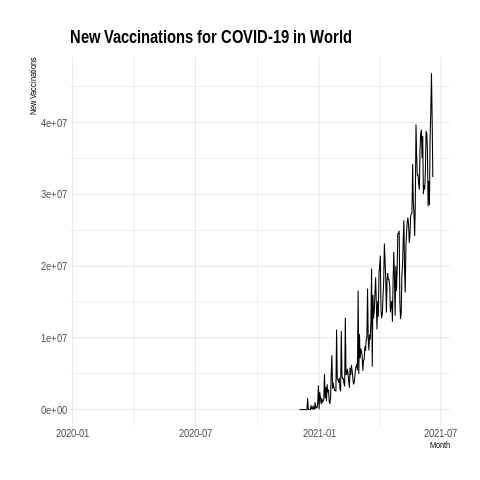 New Vaccinations for COVID-19 in World
New Vaccinations
4e+07
3e+07
2e+07
1e+07
0e+00
2020-01 2020-07 2021-01 2021-07
Month